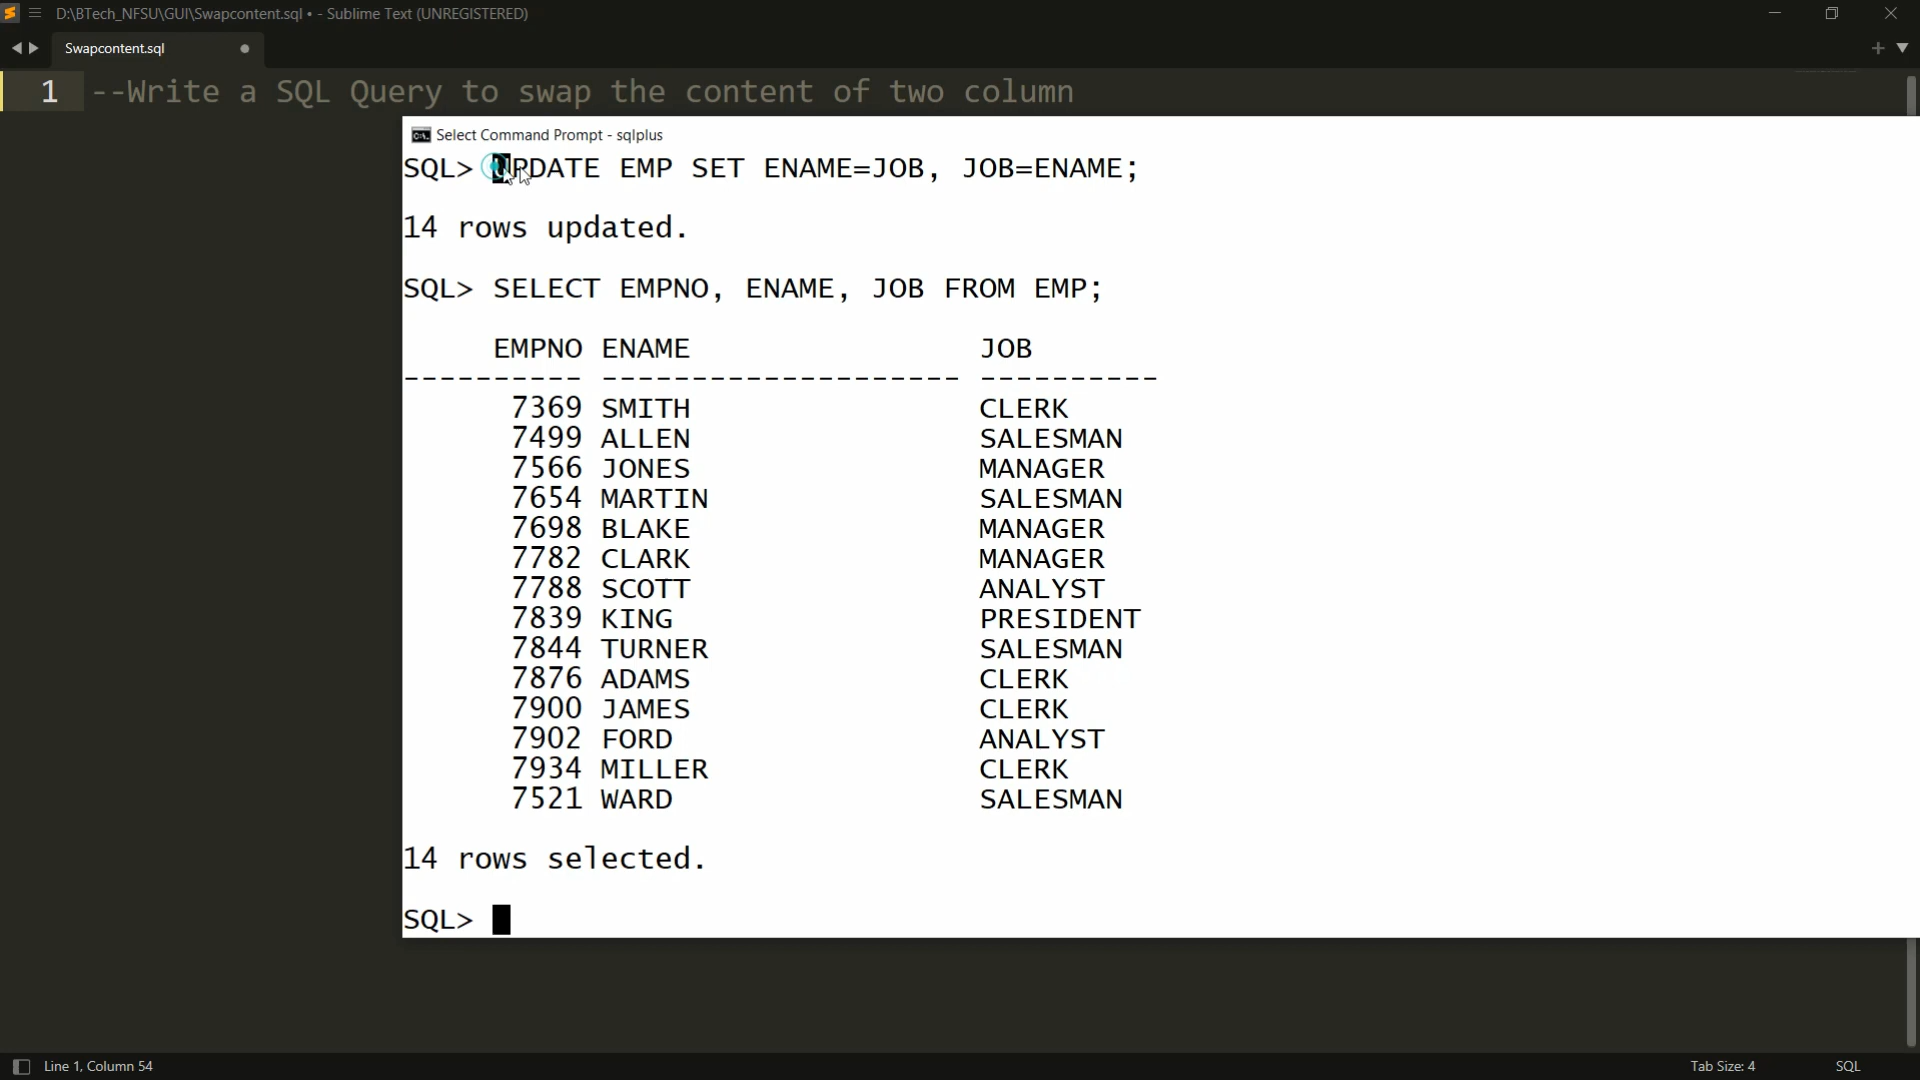 D:\BTech_NFSU\GUI\Swapcontent.sql • - Sublime Text (UNREGISTERED)
Swapcontent.sql
1 --Write a SQL Query to swap the content of two column
Select Command Prompt - sqlplus
SQL> UPDATE EMP SET ENAME=JOB, JOB=ENAME;
14 rows updated.
SQL> SELECT EMPNO, ENAME, JOB FROM EMP;
EMPNO ENAME JOB
---------- -------------------- ----------
7369 SMITH CLERK
7499 ALLEN SALESMAN
7566 JONES MANAGER
7654 MARTIN SALESMAN
7698 BLAKE MANAGER
7782 CLARK MANAGER
7788 SCOTT ANALYST
7839 KING PRESIDENT
7844 TURNER SALESMAN
7876 ADAMS CLERK
7900 JAMES CLERK
7902 FORD ANALYST
7934 MILLER CLERK
7521 WARD SALESMAN
14 rows selected.
SQL>
Line 1, Column 54
Tab Size: 4
SQL